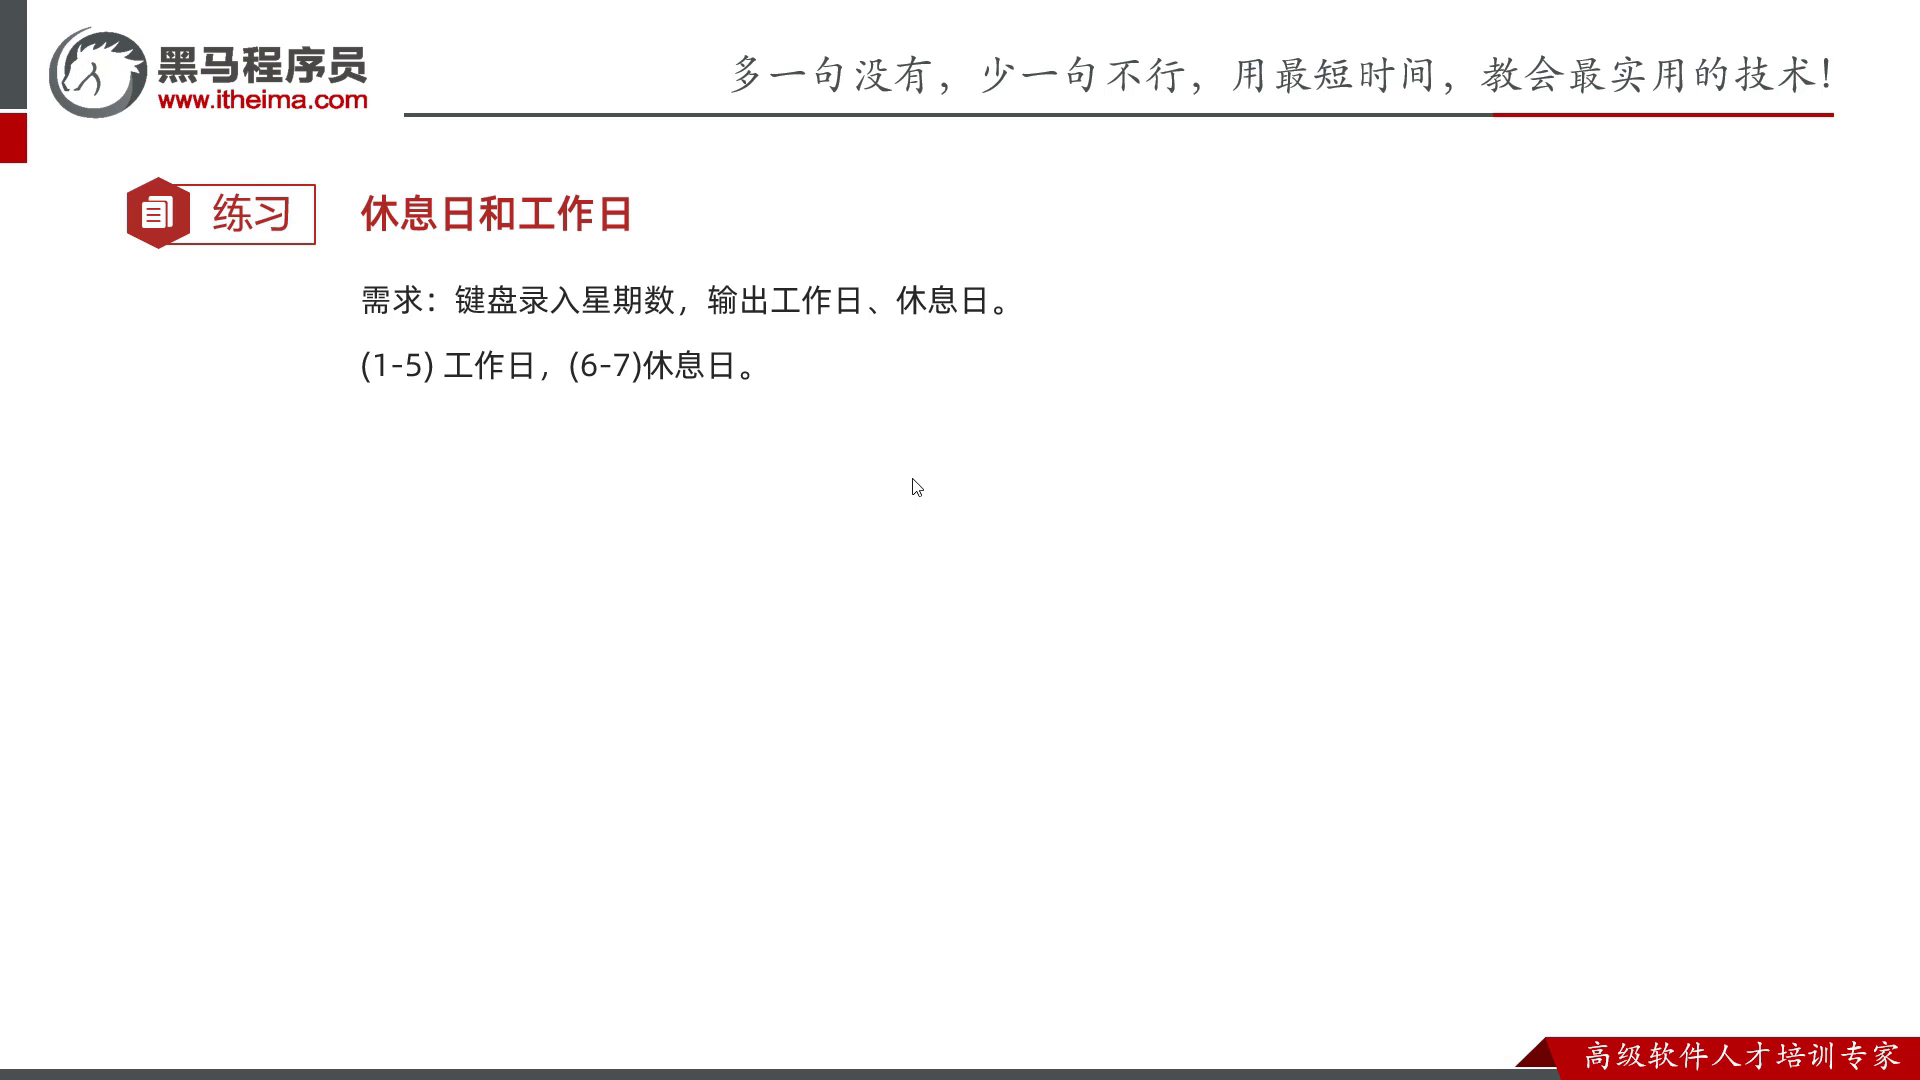 黑马程序员
www.itheima.com
多一句没有，少一句不行，用最短时间，教会最实用的技术！
练习
休息日和工作日
需求：键盘录入星期数，输出工作日、休息日。
(1-5) 工作日，(6-7)休息日。
高级软件人才培训专家